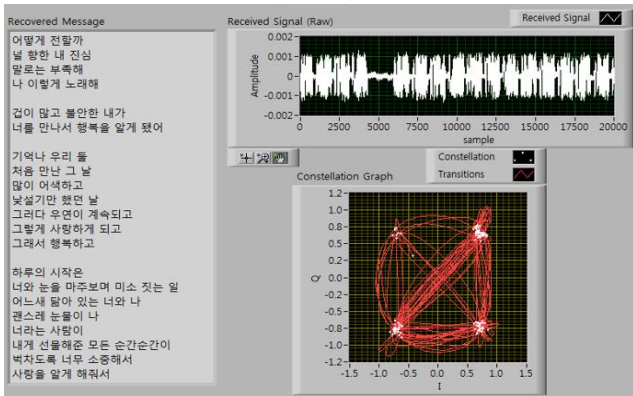 Recovered Message
어떻게 전할까
널 향한 내 진심
말로는 부족해
나 이렇게 노래해
겁이 많고 불안한 내가
너를 만나서 행복을 알게 됐어
기억나 우리 둘
처음 만난 그 날
많이 어색하고
낯설기만 했던 날
그러다 우연이 계속되고
그렇게 사랑하게 되고
그래서 행복하고
하루의 시작은
너와 눈을 마주보며 미소 짓는 일
어느새 닮아 있는 너와 나
괜스레 눈물이 나
너라는 사람이
내게 선물해준 모든 순간순간이
벅차도록 너무 소중해서
사랑을 알게 해줘서
Received Signal (Raw)
Received Signal
Amplitude
0.002
0.001
0
-0.001
-0.002
0 2500 5000 7500 10000 12500 15000 17500 20000
sample
Constellation Graph
Constellation
Transitions
Q
1.2
1.0
0.8
0.5
0.2
0.0
-0.2
-0.5
-0.8
-1.0
-1.2
-1.5 -1.0 -0.5 0.0 0.5 1.0 1.5
I